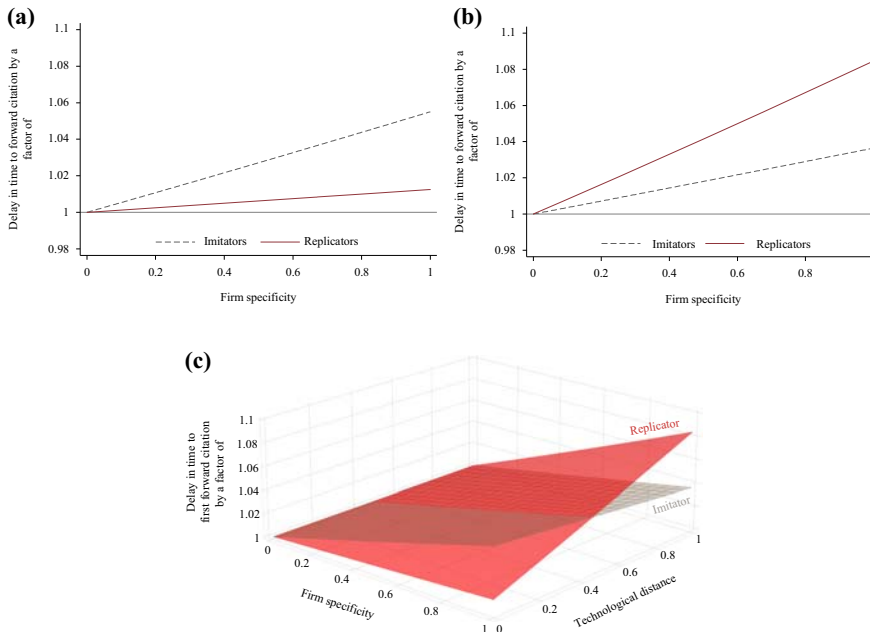 (a)
Delay in time to forward citation by a
factor of
1.1
1.08
1.06
1.04
1.02
1
0.98
Imitators
Replicators
0 0.2 0.4 0.6 0.8 1
Firm specificity
(b)
Delay in time to forward citation by a
factor of
1.1
1.08
1.06
1.04
1.02
1
0.98
Imitators
Replicators
0 0.2 0.4 0.6 0.8
Firm specificity
(c)
Delay in time to
first forward citation
by a factor of
1.1
1.08
1.06
1.04
1.02
1
Replicator
Imitator
0 0.2 0.4 0.6 0.8 1
Firm specificity
0 0.2 0.4 0.6 0.8 1
Technological distance